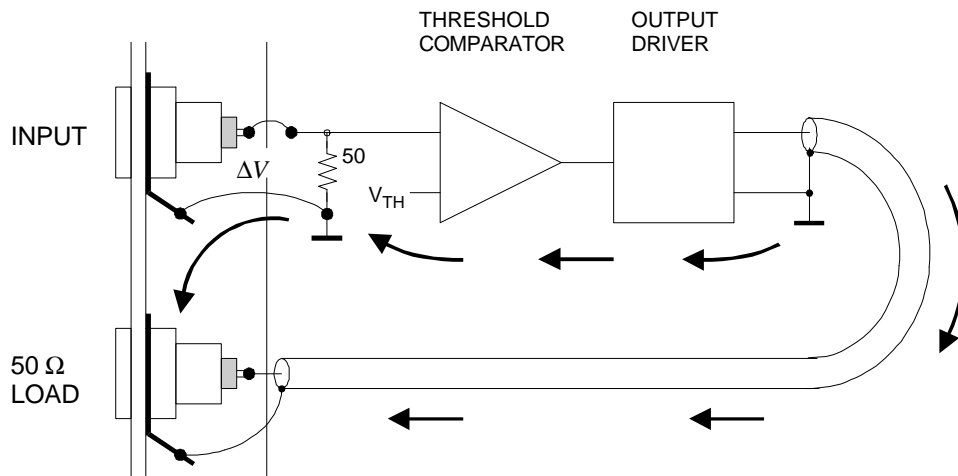 THRESHOLD
COMPARATOR
OUTPUT
DRIVER
INPUT
50
ΔV
V_TH
50 Ω
LOAD